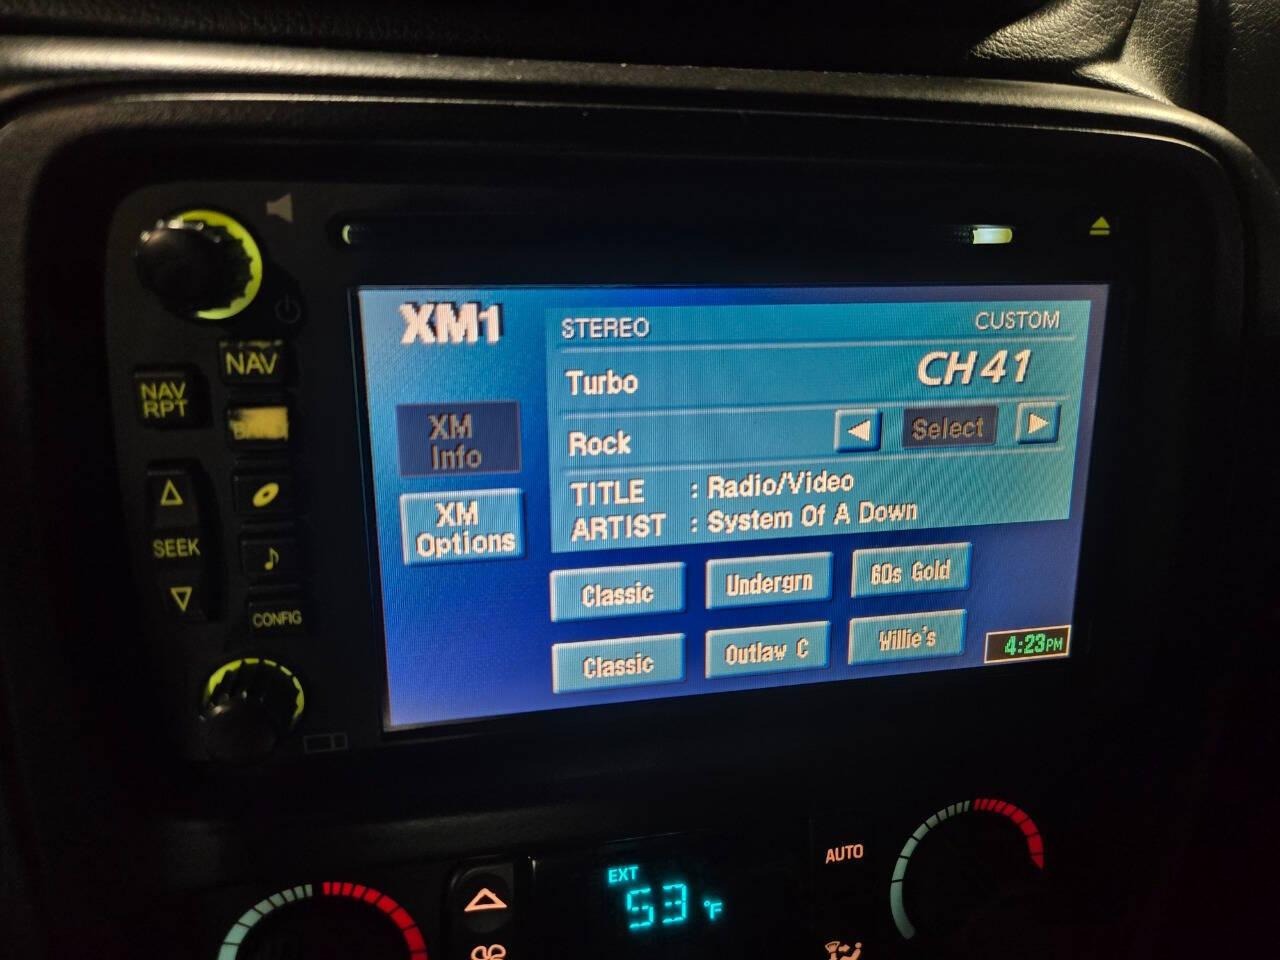 XM1
STEREO CUSTOM
Turbo CH 41
Rock Select
TITLE : Radio/Video
ARTIST : System Of A Down
XM
Info
XM
Options
Classic Undergrn 60s Gold
Classic Outlaw C Willie's
4:23PM
NAV
NAV
RPT
SEEK
CONFIG
EXT
53 °F
AUTO